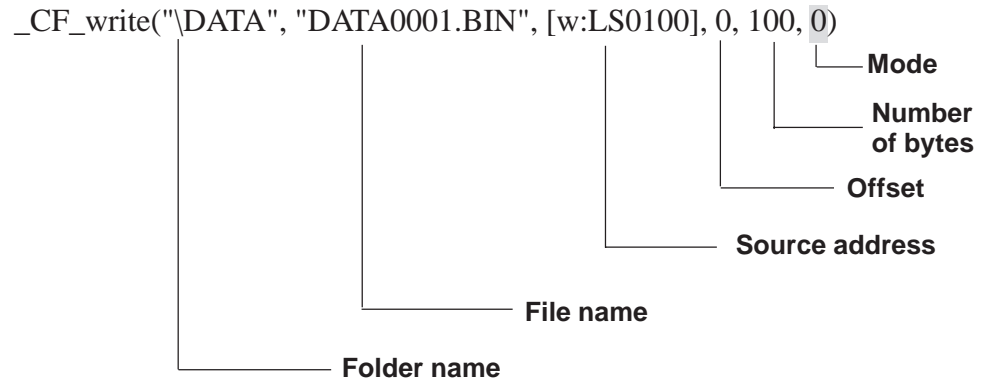 _CF_write("\DATA", "DATA0001.BIN", [w:LS0100], 0, 100, 0)
Mode
Number
of bytes
Offset
Source address
File name
Folder name